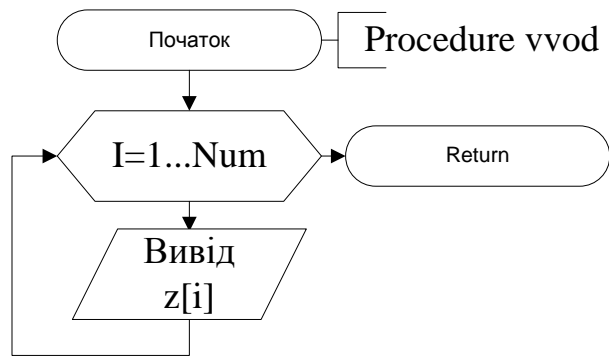 Початок
Procedure vvod
I=1...Num
Return
Вивід
z[i]